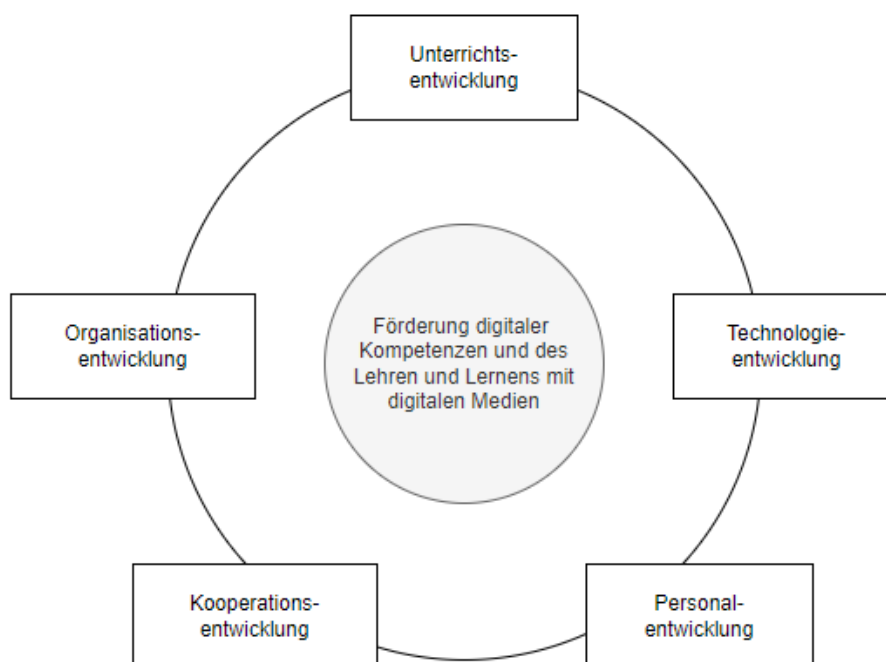 Unterrichts-
entwicklung
Organisations-
entwicklung
Förderung digitaler
Kompetenzen und des
Lehren und Lernens mit
digitalen Medien
Technologie-
entwicklung
Kooperations-
entwicklung
Personal-
entwicklung